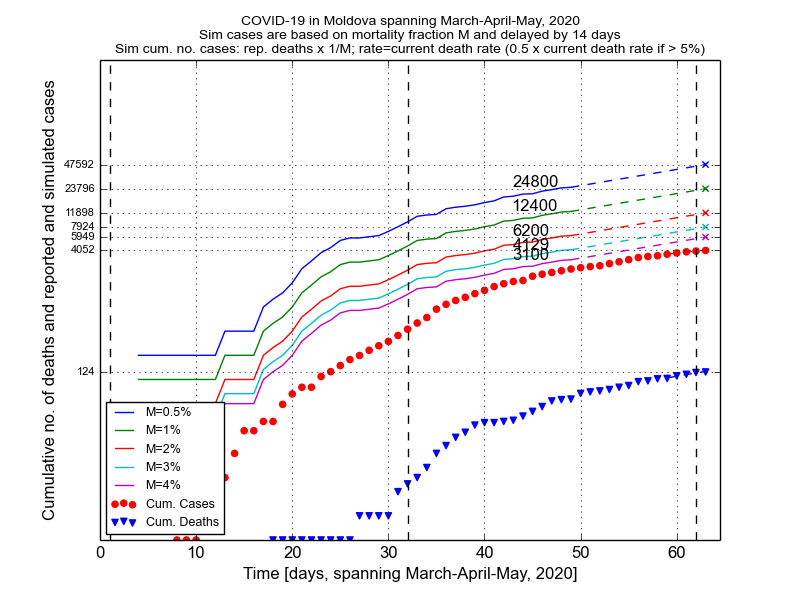 COVID-19 in Moldova spanning March-April-May, 2020
Sim cases are based on mortality fraction M and delayed by 14 days
Sim cum. no. cases: rep. deaths x 1/M; rate=current death rate (0.5 x current death rate if > 5%)
Cumulative no. of deaths and reported and simulated cases
47592
23796
11898
7924
5949
4052
124
24800
12400
6200
4129
3100
M=0.5%
M=1%
M=2%
M=3%
M=4%
Cum. Cases
Cum. Deaths
0 10 20 30 40 50 60
Time [days, spanning March-April-May, 2020]